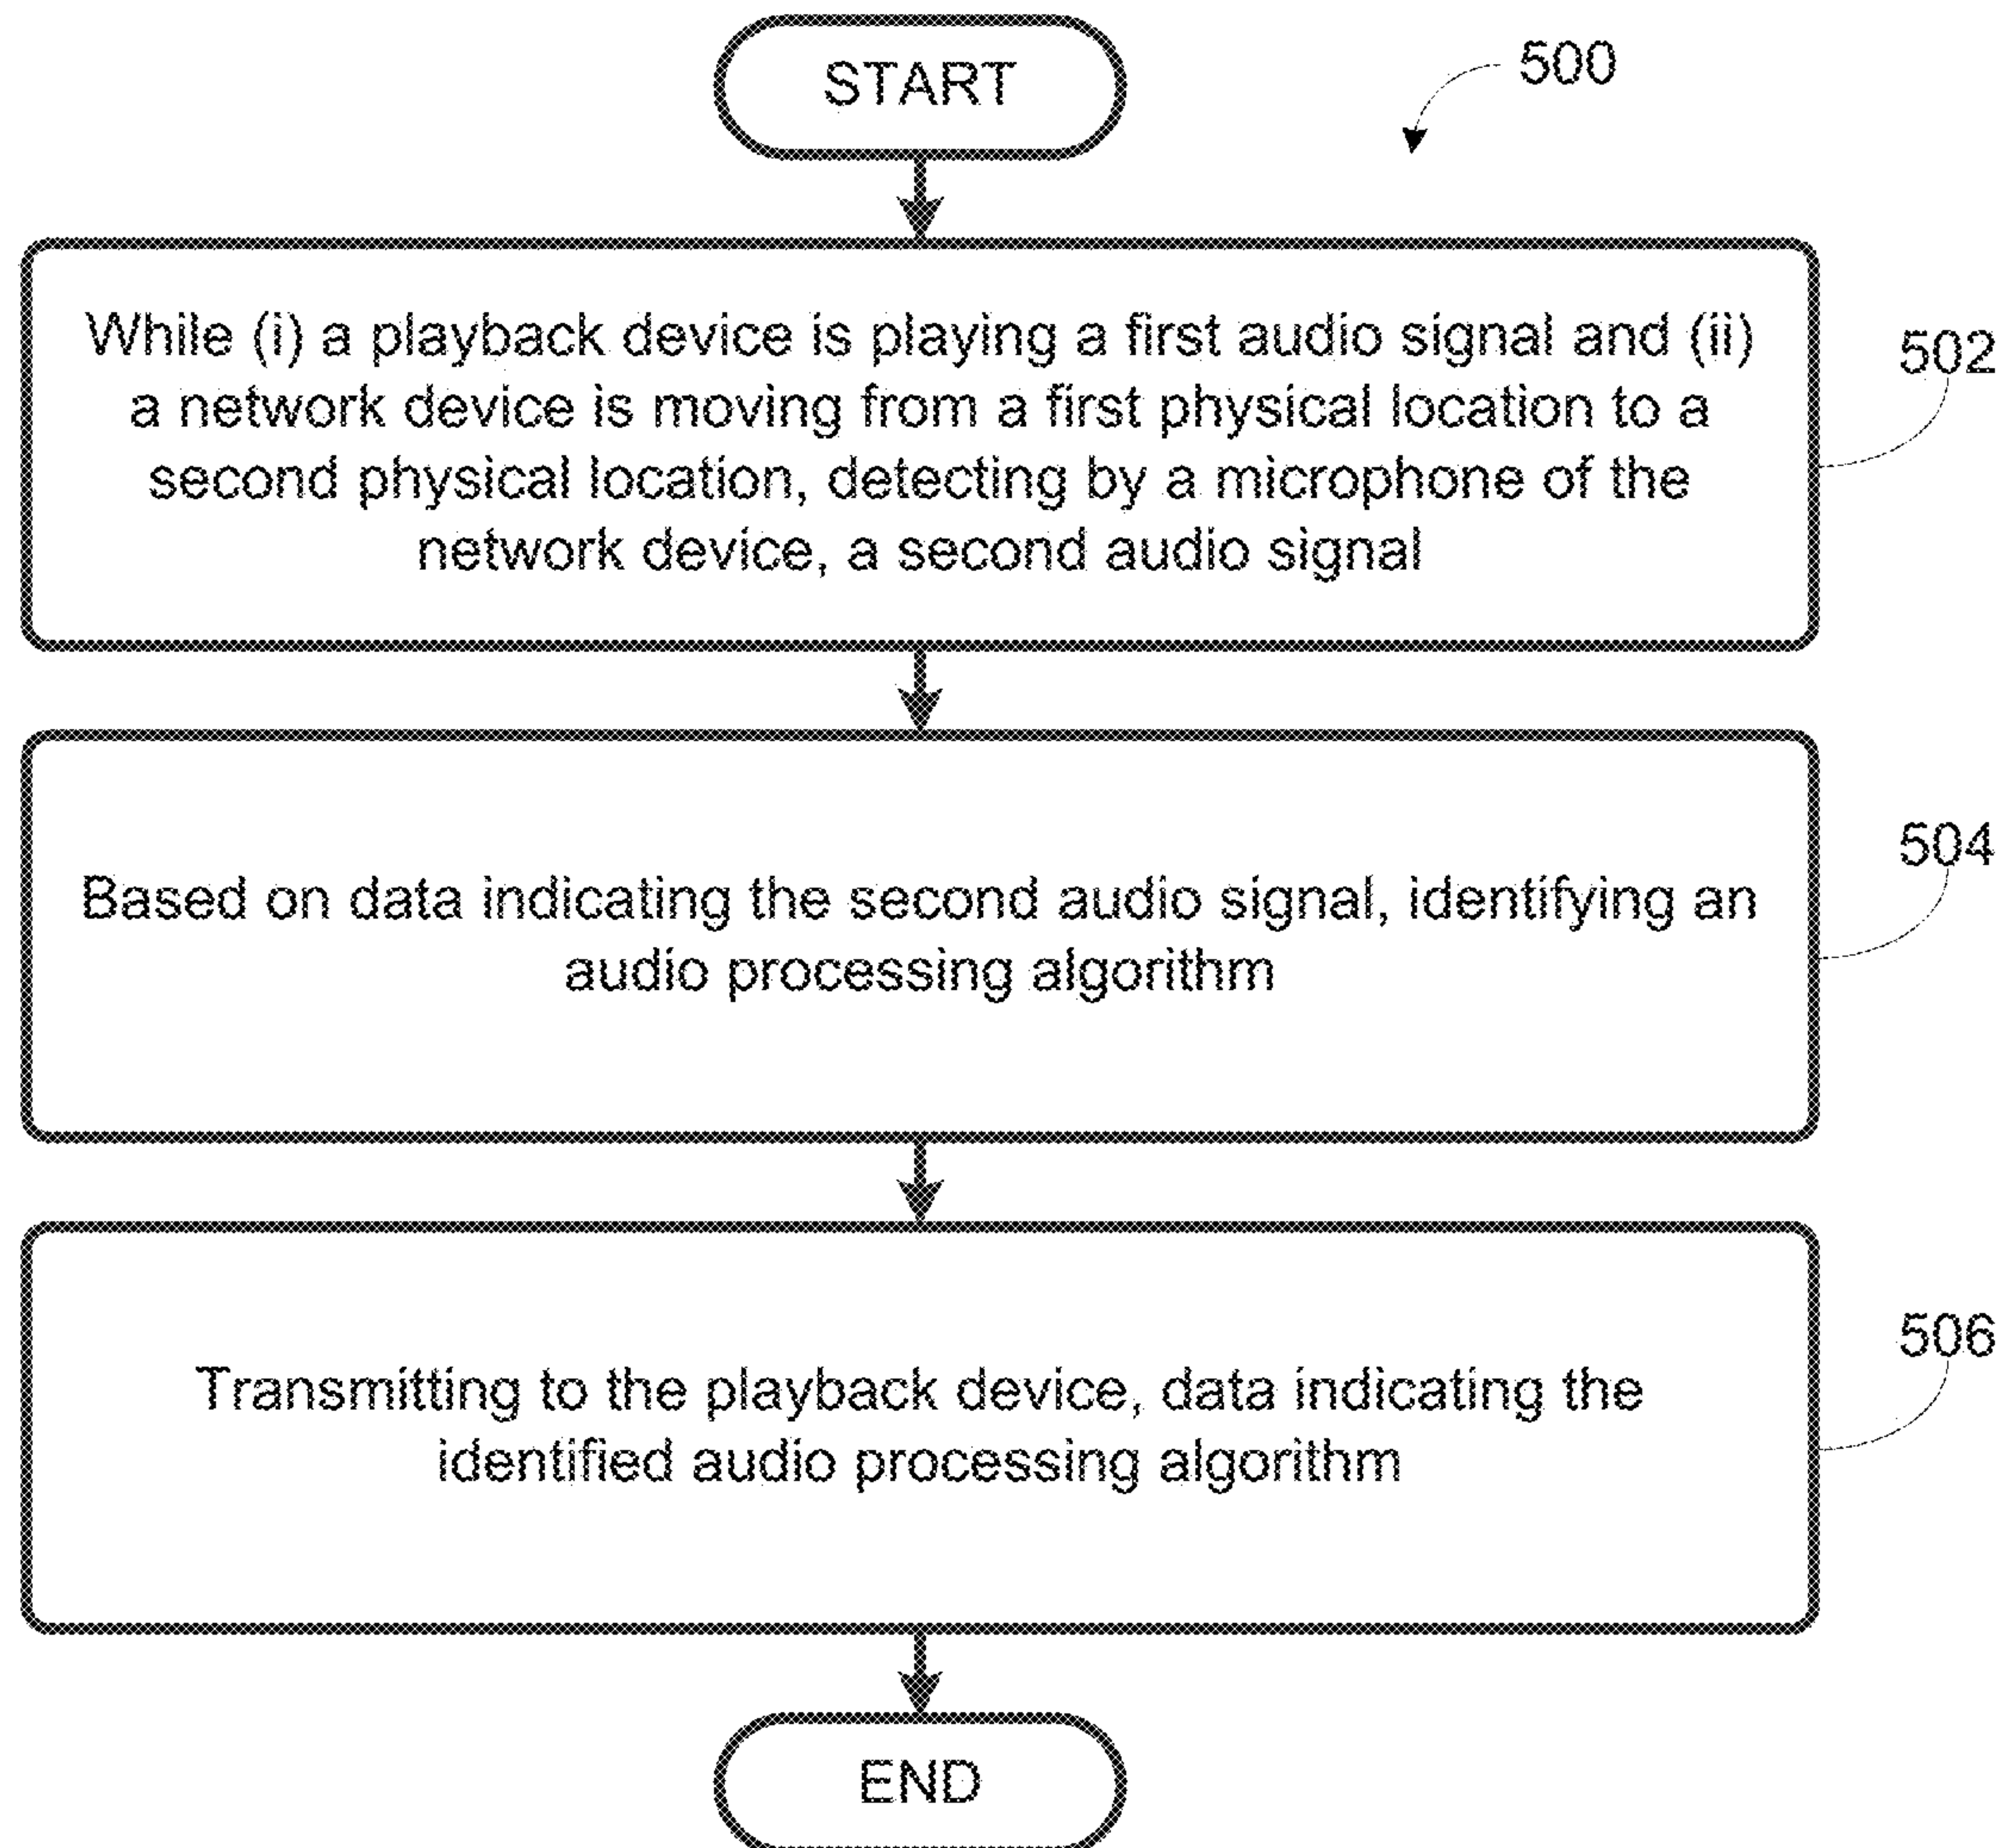 START
500
While (i) a playback device is playing a first audio signal and (ii)
a network device is moving from a first physical location to a
second physical location, detecting by a microphone of the
network device, a second audio signal
502
Based on data indicating the second audio signal, identifying an
audio processing algorithm
504
Transmitting to the playback device, data indicating the
identified audio processing algorithm
506
END